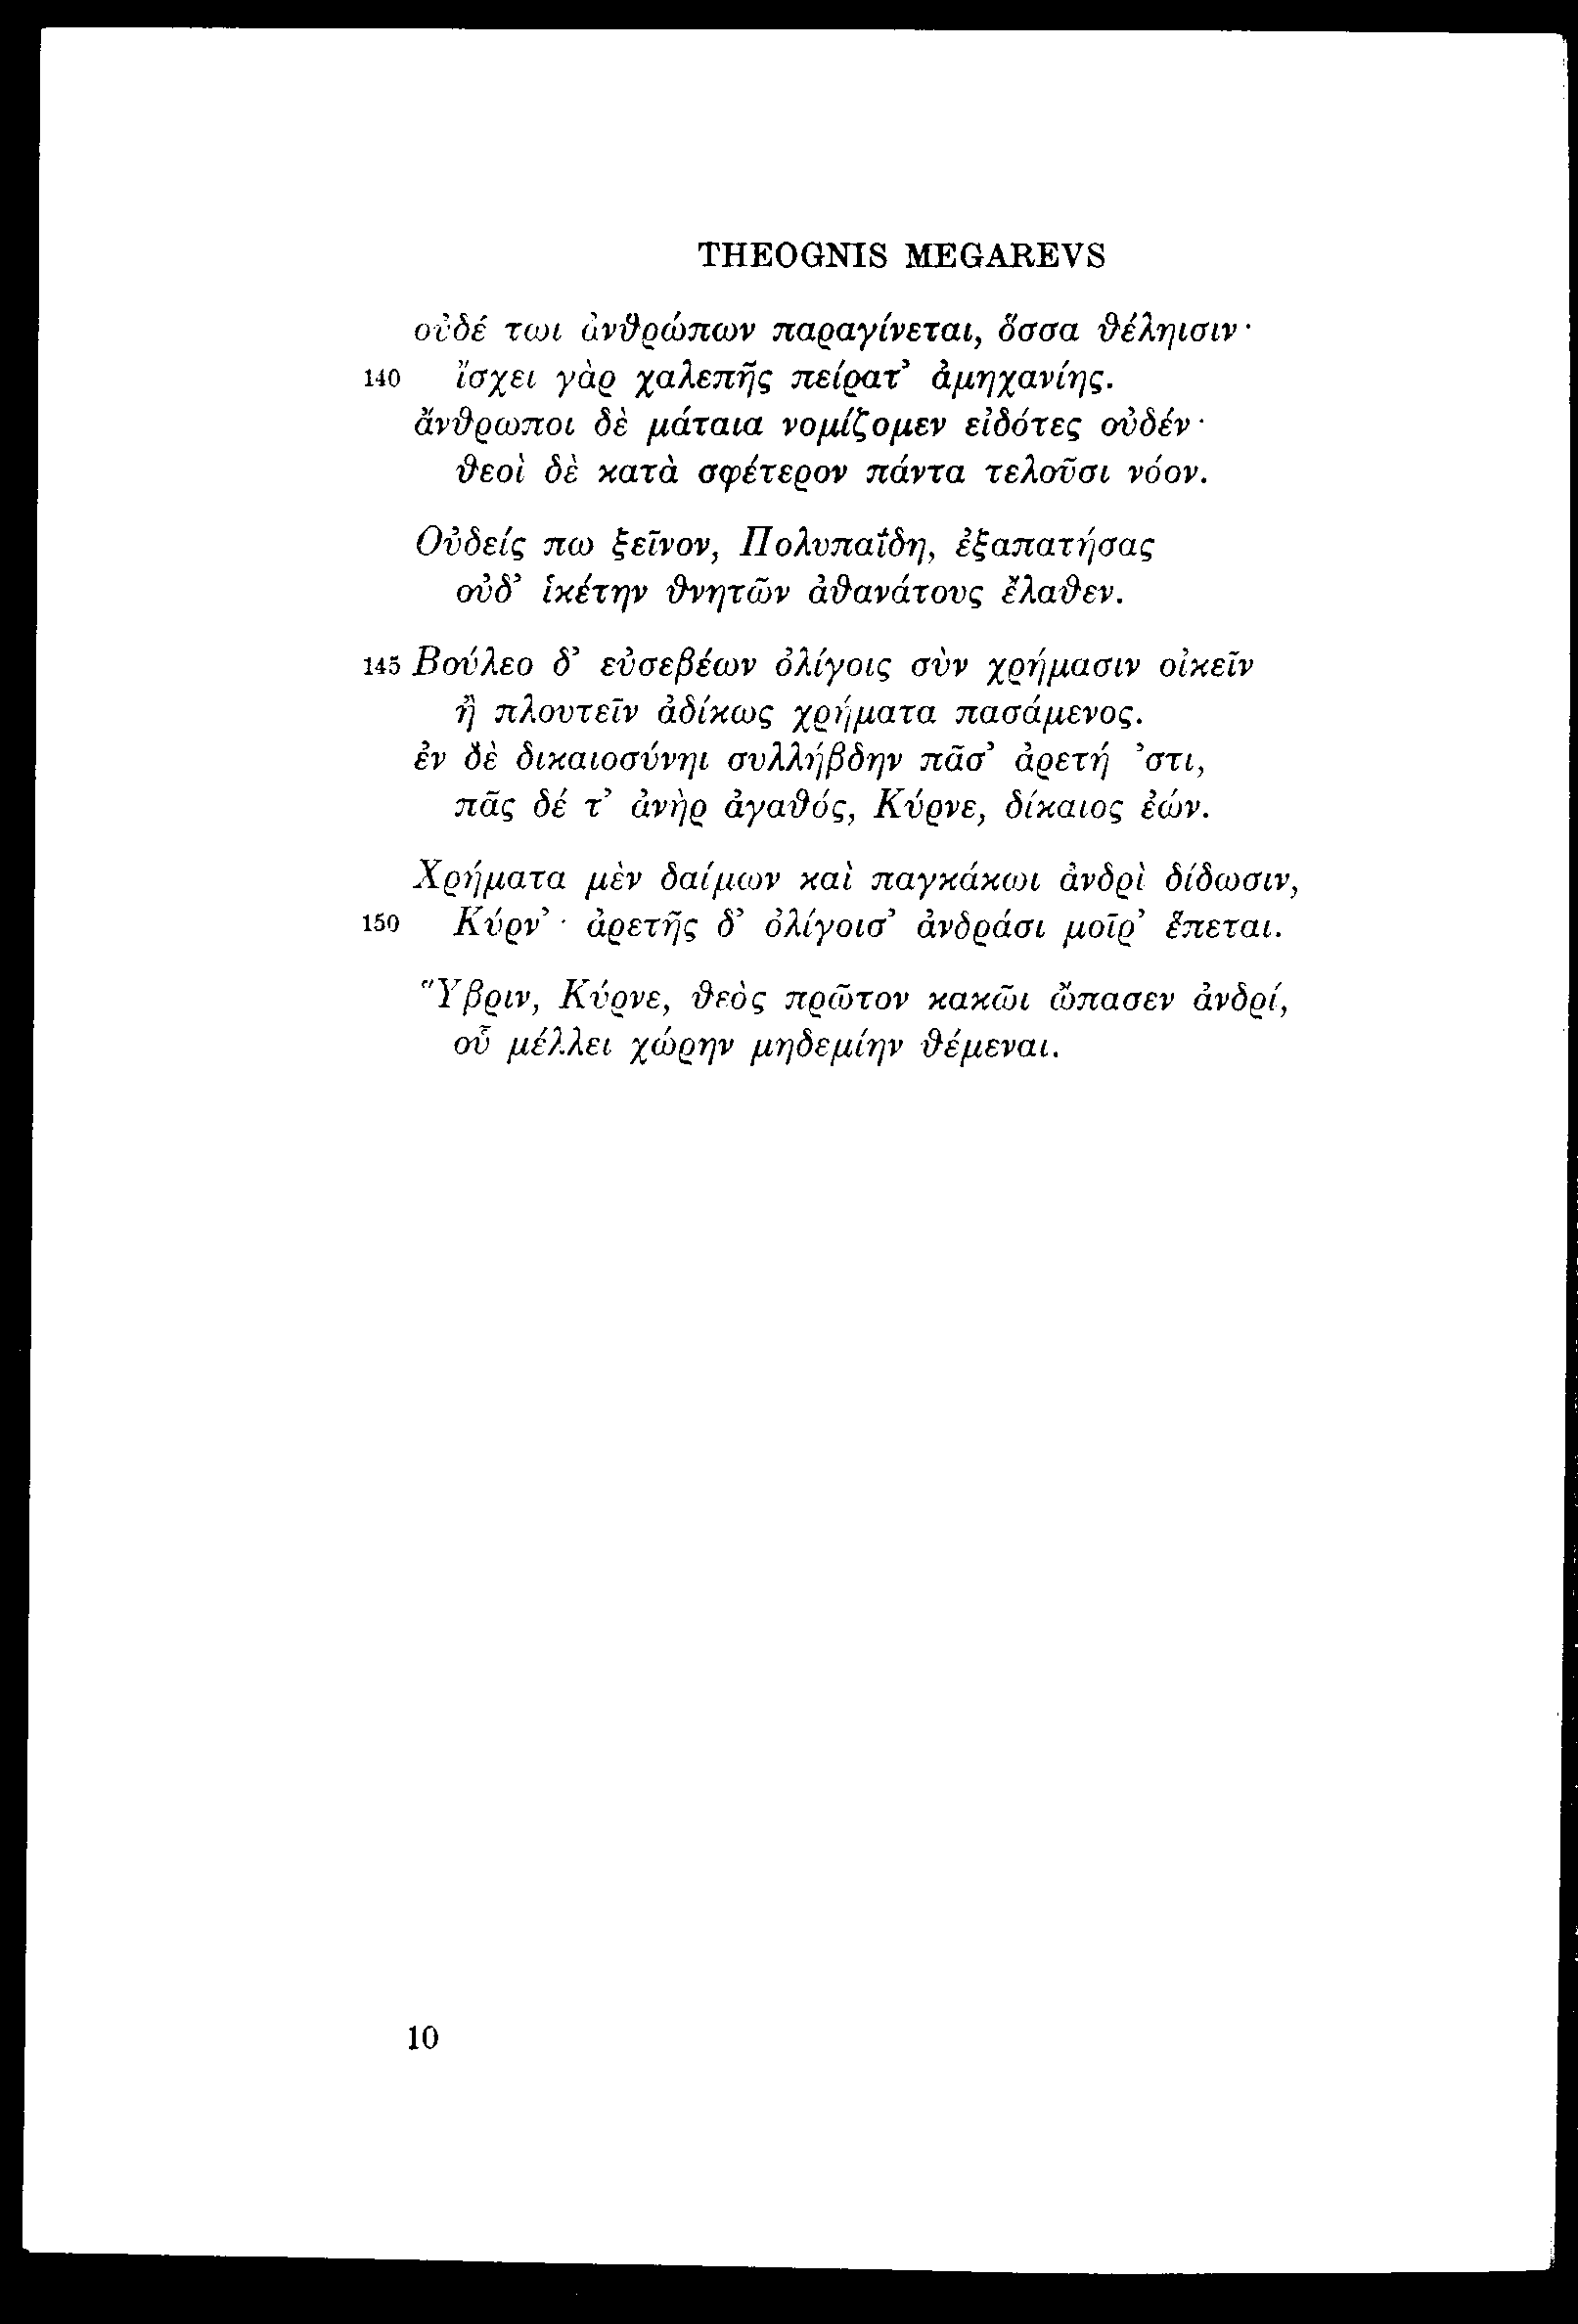 THEOGNIS MEGAREVS
οὐδέ τωι ἀνθρώπων παραγίνεται, ὅσσα θέληισιν·
140 ἴσχει γὰρ χαλεπῆς πείρατ’ ἀμηχανίης.
ἄνθρωποι δὲ μάταια νομίζομεν εἰδότες οὐδέν·
θεοὶ δὲ κατὰ σφέτερον πάντα τελοῦσι νόον.
Οὐδείς πω ξεῖνον, Πολυπαΐδη, ἐξαπατήσας
οὐδ’ ἱκέτην θνητῶν ἀθανάτους ἔλαθεν.
145 Βούλεο δ’ εὐσεβέων ὀλίγοις σὺν χρήμασιν οἰκεῖν
ἢ πλουτεῖν ἀδίκως χρήματα πασάμενος.
ἐν δὲ δικαιοσύνηι συλλήβδην πᾶσ’ ἀρετή ’στι,
πᾶς δέ τ’ ἀνὴρ ἀγαθός, Κύρνε, δίκαιος ἐών.
Χρήματα μὲν δαίμων καὶ παγκάκωι ἀνδρὶ δίδωσιν,
150 Κύρν’· ἀρετῆς δ’ ὀλίγοισ’ ἀνδράσι μοῖρ’ ἕπεται.
Ὕβριν, Κύρνε, θεὸς πρῶτον κακῶι ὤπασεν ἀνδρί,
οὗ μέλλει χώρην μηδεμίην θέμεναι.
10